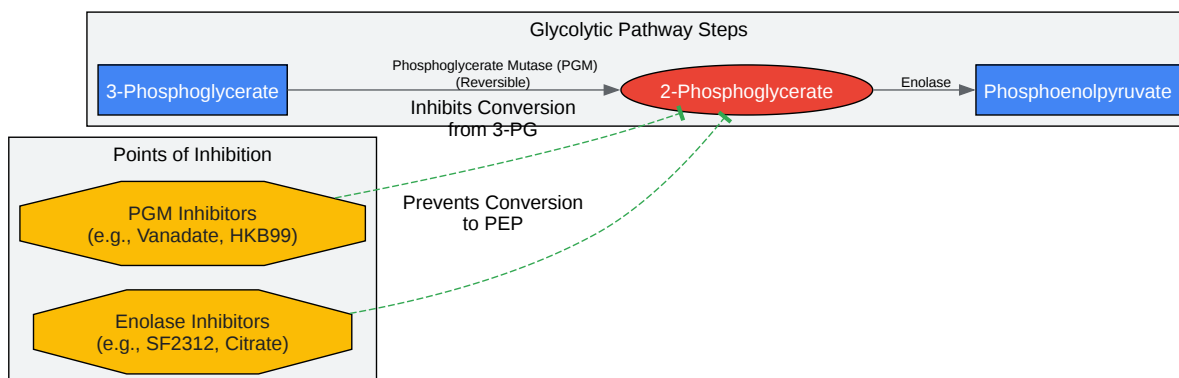 Glycolytic Pathway Steps
3-Phosphoglycerate
Phosphoglycerate Mutase (PGM)
(Reversible)
2-Phosphoglycerate
Enolase
Phosphoenolpyruvate
Inhibits Conversion
from 3-PG
Points of Inhibition
PGM Inhibitors
(e.g., Vanadate, HKB99)
Prevents Conversion
to PEP
Enolase Inhibitors
(e.g., SF2312, Citrate)